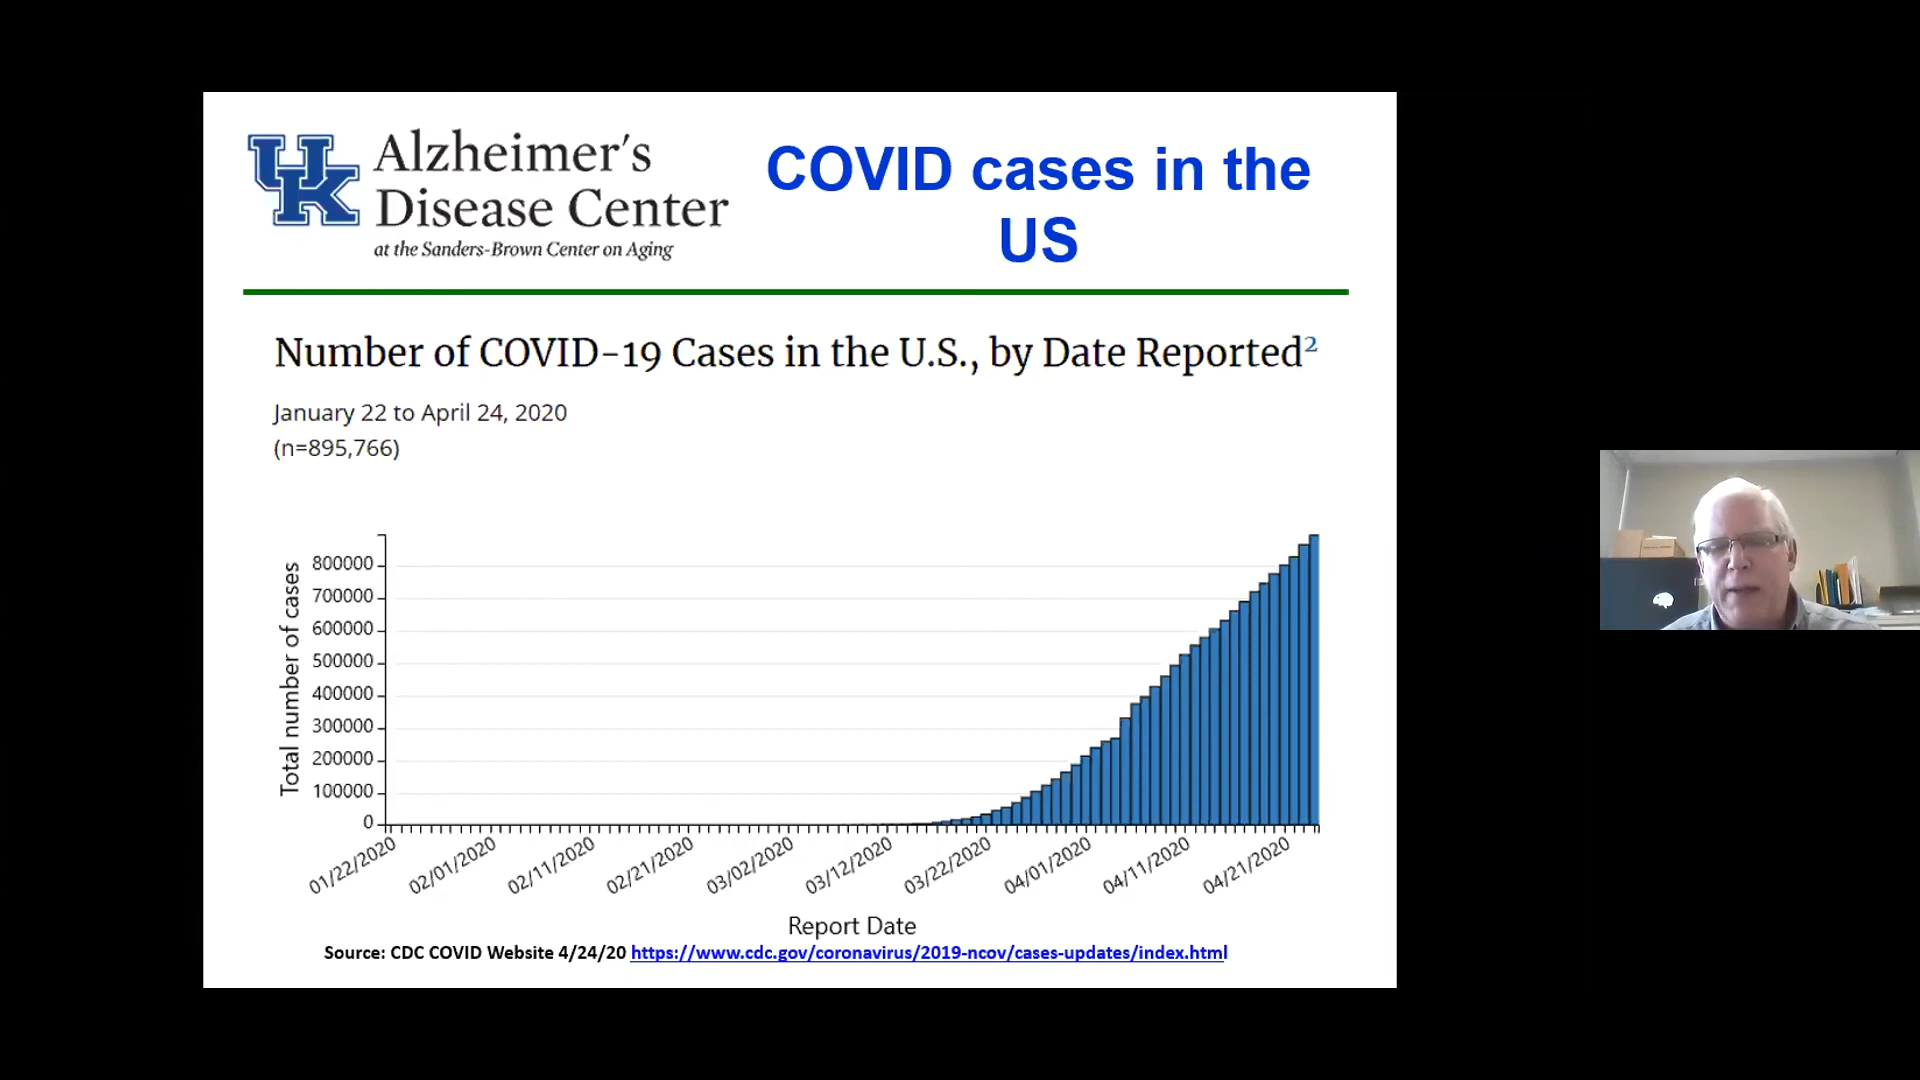 UK
Alzheimer's
Disease Center
at the Sanders-Brown Center on Aging
COVID cases in the
US
Number of COVID-19 Cases in the U.S., by Date Reported²
January 22 to April 24, 2020
(n=895,766)
Total number of cases
800000
700000
600000
500000
400000
300000
200000
100000
0
01/22/2020
02/01/2020
02/11/2020
02/21/2020
03/02/2020
03/12/2020
03/22/2020
04/01/2020
04/11/2020
04/21/2020
Report Date
Source: CDC COVID Website 4/24/20 https://www.cdc.gov/coronavirus/2019-ncov/cases-updates/index.html